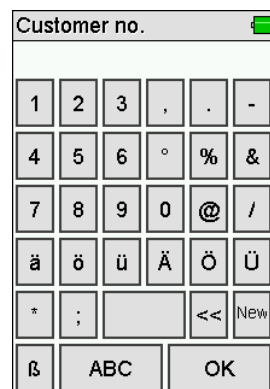 Customer no.
1 2 3 , . -
4 5 6 ° % &
7 8 9 0 @ /
ä ö ü Ä Ö Ü
* ; << New
ß ABC OK